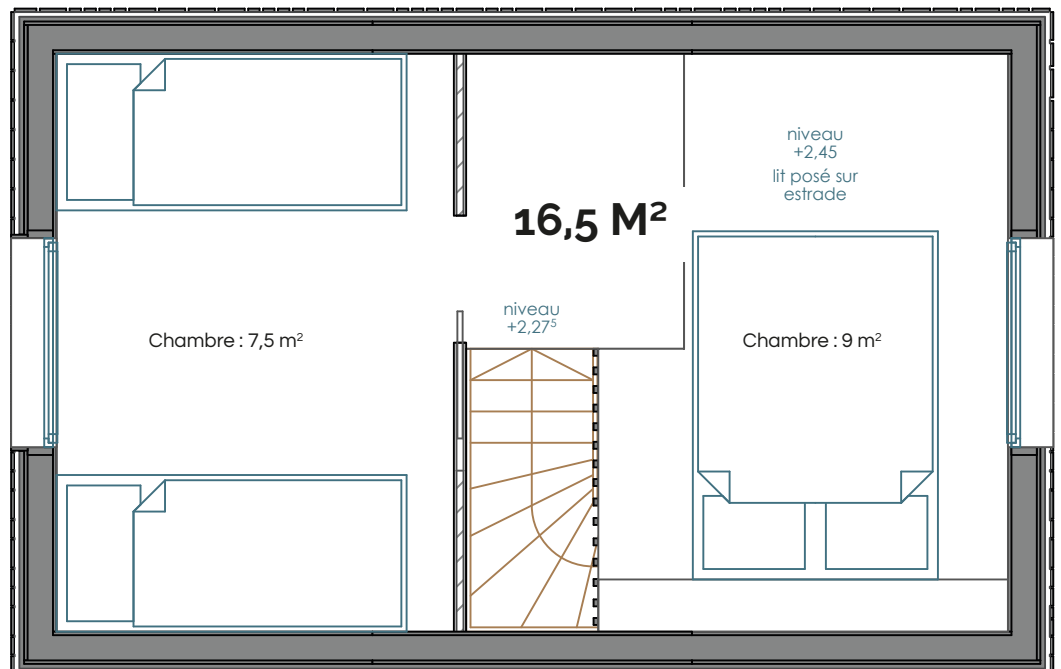 niveau
+2,45
lit posé sur
estrade
16,5 M²
niveau
+2,27⁵
Chambre : 7,5 m²
Chambre : 9 m²